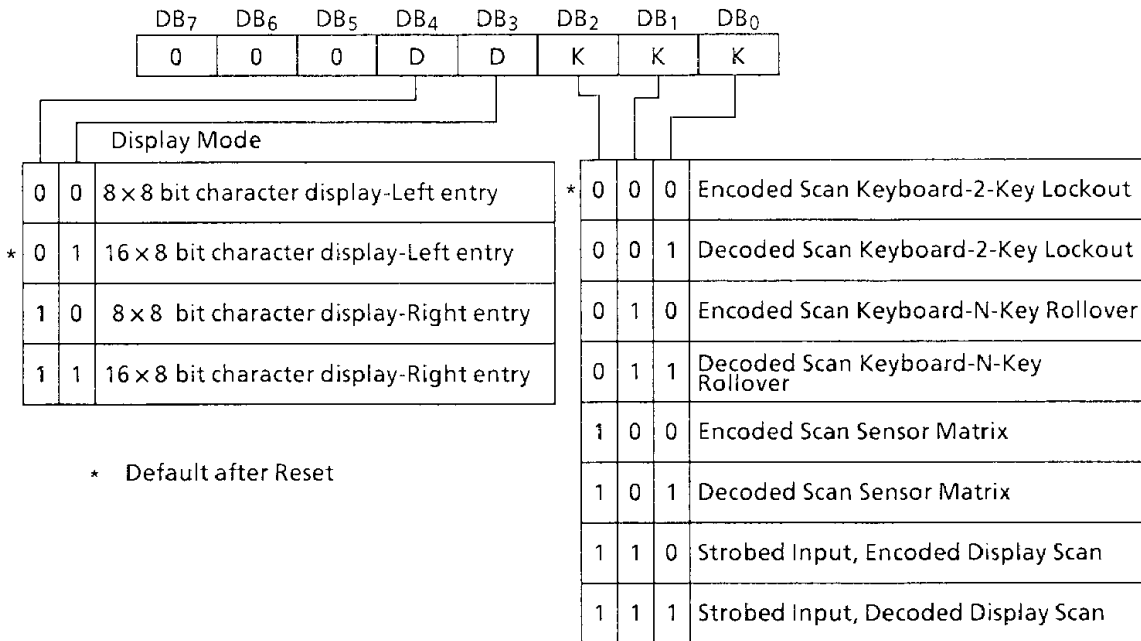 DB7 DB6 DB5 DB4 DB3 DB2 DB1 DB0
0 0 0 D D K K K
Display Mode
0 0 8 × 8 bit character display-Left entry
* 0 1 16 × 8 bit character display-Left entry
1 0 8 × 8 bit character display-Right entry
1 1 16 × 8 bit character display-Right entry
* Default after Reset
* 0 0 0 Encoded Scan Keyboard-2-Key Lockout
0 0 1 Decoded Scan Keyboard-2-Key Lockout
0 1 0 Encoded Scan Keyboard-N-Key Rollover
0 1 1 Decoded Scan Keyboard-N-Key
Rollover
1 0 0 Encoded Scan Sensor Matrix
1 0 1 Decoded Scan Sensor Matrix
1 1 0 Strobed Input, Encoded Display Scan
1 1 1 Strobed Input, Decoded Display Scan